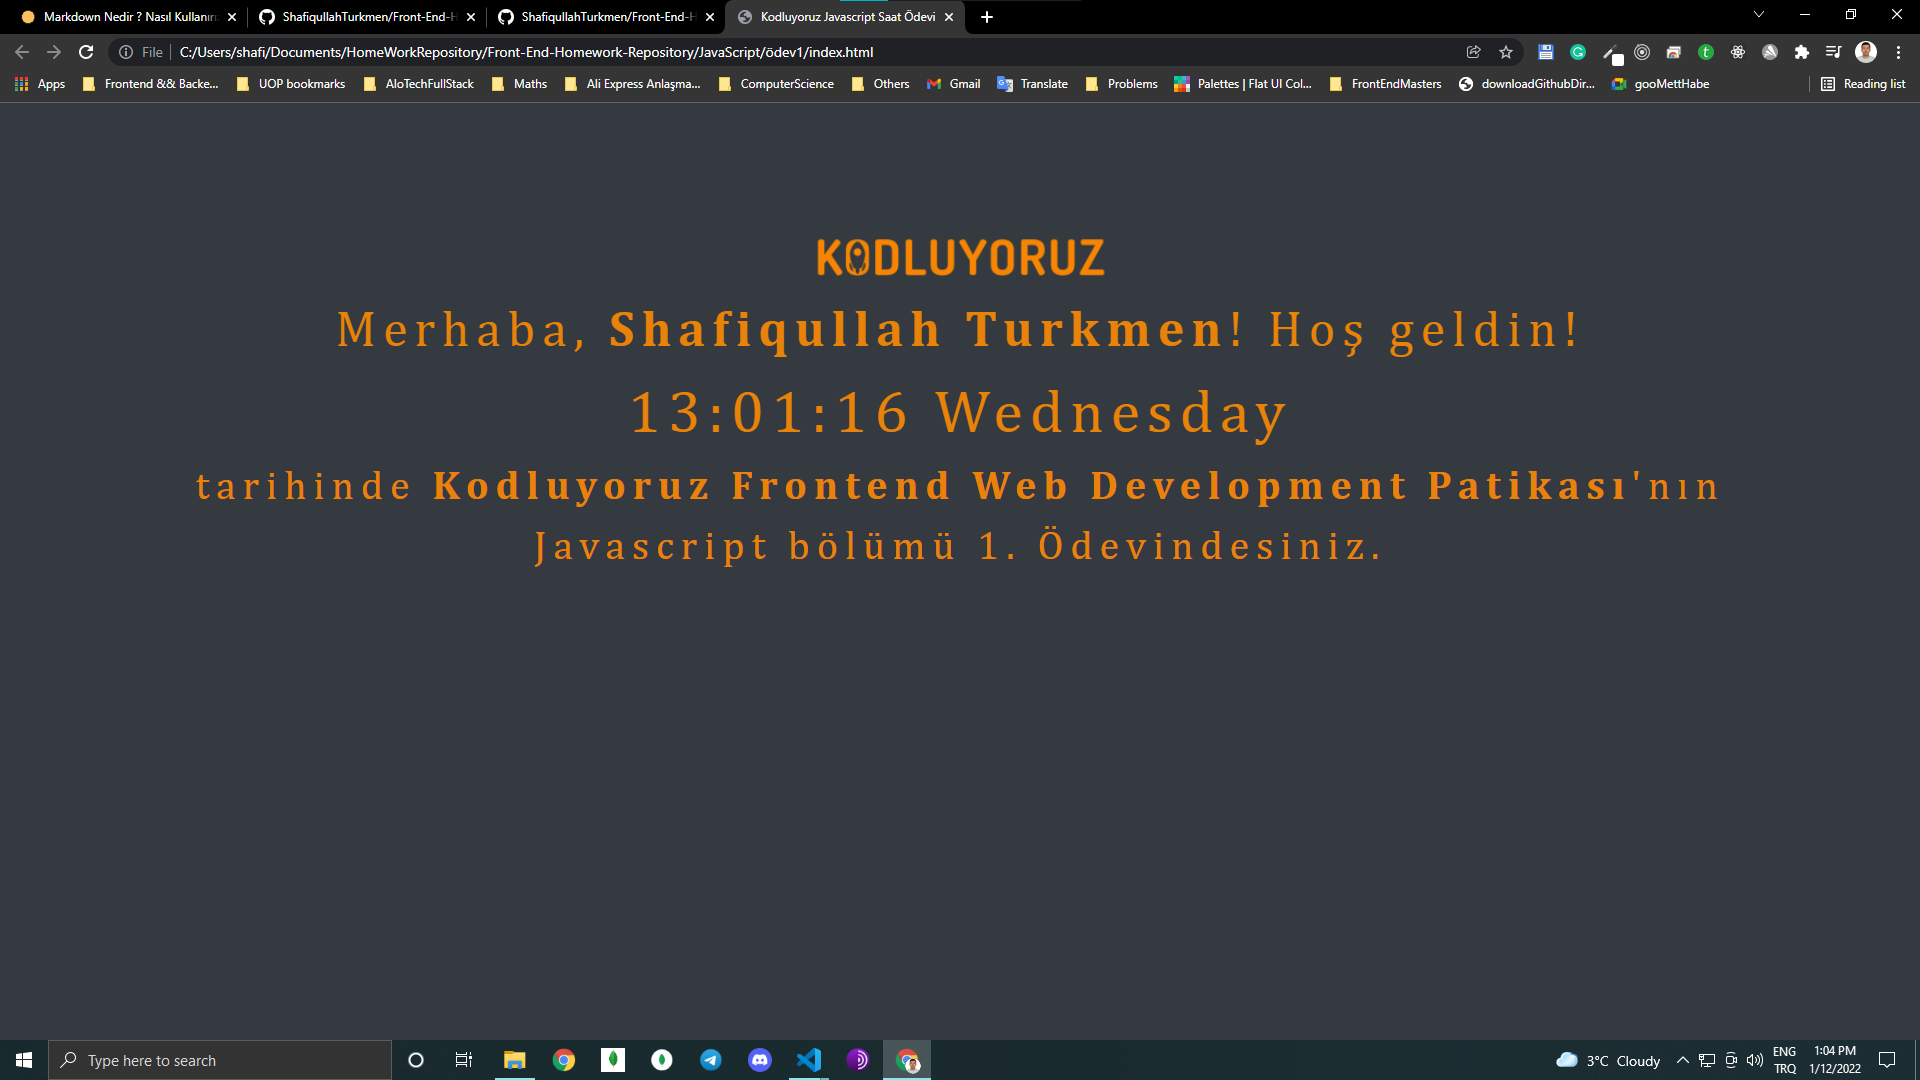 Markdown Nedir ? Nasıl Kullanırı
ShafiqullahTurkmen/Front-End-H
ShafiqullahTurkmen/Front-End-H
Kodluyoruz Javascript Saat Ödevi
File
C:/Users/shafi/Documents/HomeWorkRepository/Front-End-Homework-Repository/JavaScript/ödev1/index.html
Apps
Frontend && Backe...
UOP bookmarks
AloTechFullStack
Maths
Ali Express Anlaşma...
ComputerScience
Others
Gmail
Translate
Problems
Palettes | Flat UI Col...
FrontEndMasters
downloadGithubDir...
gooMettHabe
Reading list
KODLUYORUZ
Merhaba, Shafiqullah Turkmen! Hoş geldin!
13:01:16 Wednesday
tarihinde Kodluyoruz Frontend Web Development Patikası'nın
Javascript bölümü 1. Ödevindesiniz.
Type here to search
3°C Cloudy
ENG
TRQ
1:04 PM
1/12/2022